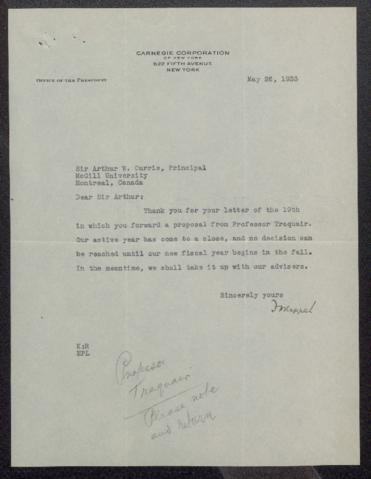 CARNEGIE CORPORATION
OF NEW YORK
522 FIFTH AVENUE
NEW YORK
OFFICE OF THE PRESIDENT
May 26, 1933
Sir Arthur W. Currie, Principal
McGill University
Montreal, Canada
Dear Sir Arthur:
Thank you for your letter of the 19th
in which you forward a proposal from Professor Traquair.
Our active year has come to a close, and no decision can
be reached until our new fiscal year begins in the fall.
In the meantime, we shall take it up with our advisers.
Sincerely yours
K:R
EPL
Professor
Traquair
Please note
and return